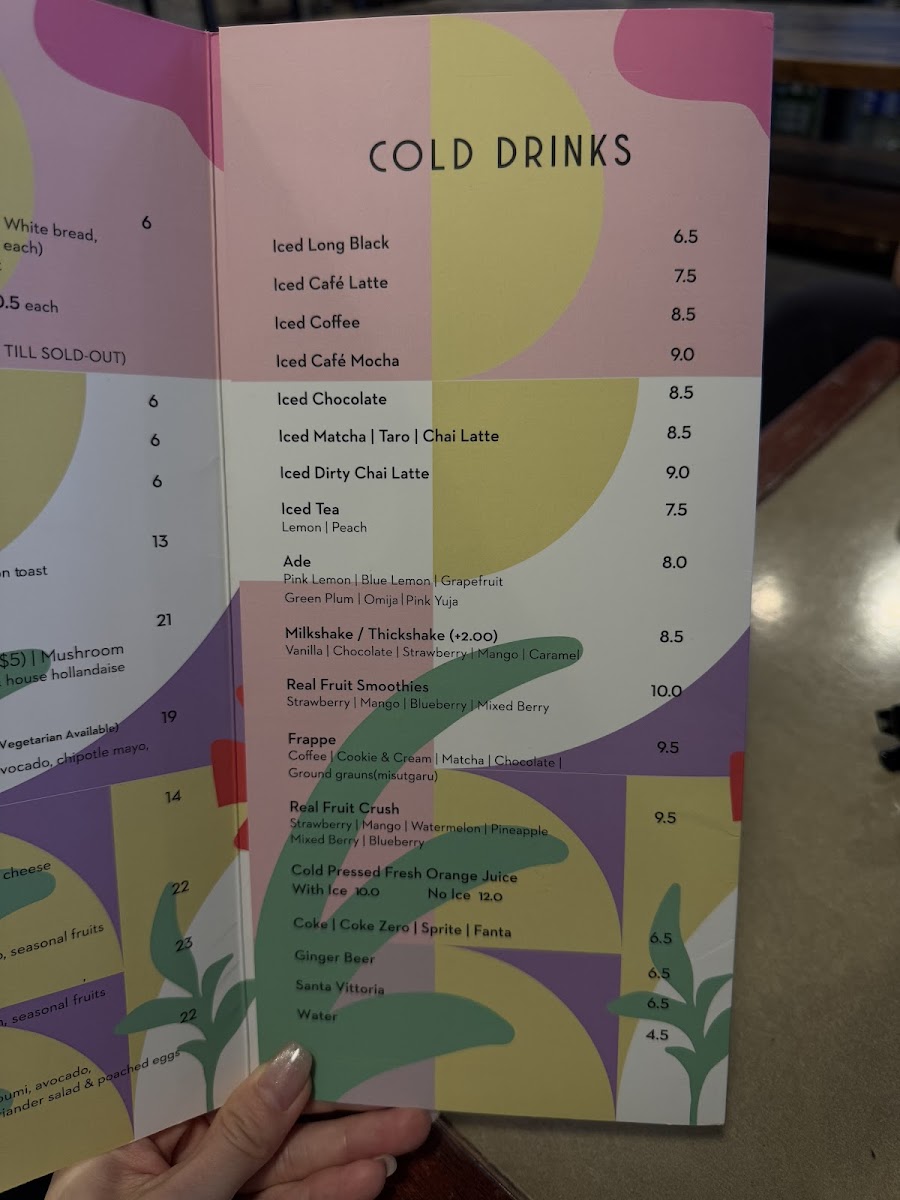 White bread, 6
each)
0.5 each
TILL SOLD-OUT)
6
6
6
13
on toast
21
$5) | Mushroom
house hollandaise
Vegetarian Available) 19
avocado, chipotle mayo,
14
cheese
22
, seasonal fruits 23
, seasonal fruits
22
oumi, avocado,
riander salad & poached eggs
COLD DRINKS
Iced Long Black 6.5
Iced Café Latte 7.5
Iced Coffee 8.5
Iced Café Mocha 9.0
Iced Chocolate 8.5
Iced Matcha | Taro | Chai Latte 8.5
Iced Dirty Chai Latte 9.0
Iced Tea 7.5
Lemon | Peach
Ade 8.0
Pink Lemon | Blue Lemon | Grapefruit
Green Plum | Omija | Pink Yuja
Milkshake / Thickshake (+2.00) 8.5
Vanilla | Chocolate | Strawberry | Mango | Caramel
Real Fruit Smoothies 10.0
Strawberry | Mango | Blueberry | Mixed Berry
Frappe 9.5
Coffee | Cookie & Cream | Matcha | Chocolate |
Ground grauns(misutgaru)
Real Fruit Crush 9.5
Strawberry | Mango | Watermelon | Pineapple
Mixed Berry | Blueberry
Cold Pressed Fresh Orange Juice
With Ice 10.0 No Ice 12.0
Coke | Coke Zero | Sprite | Fanta 6.5
Ginger Beer 6.5
Santa Vittoria 6.5
Water 4.5